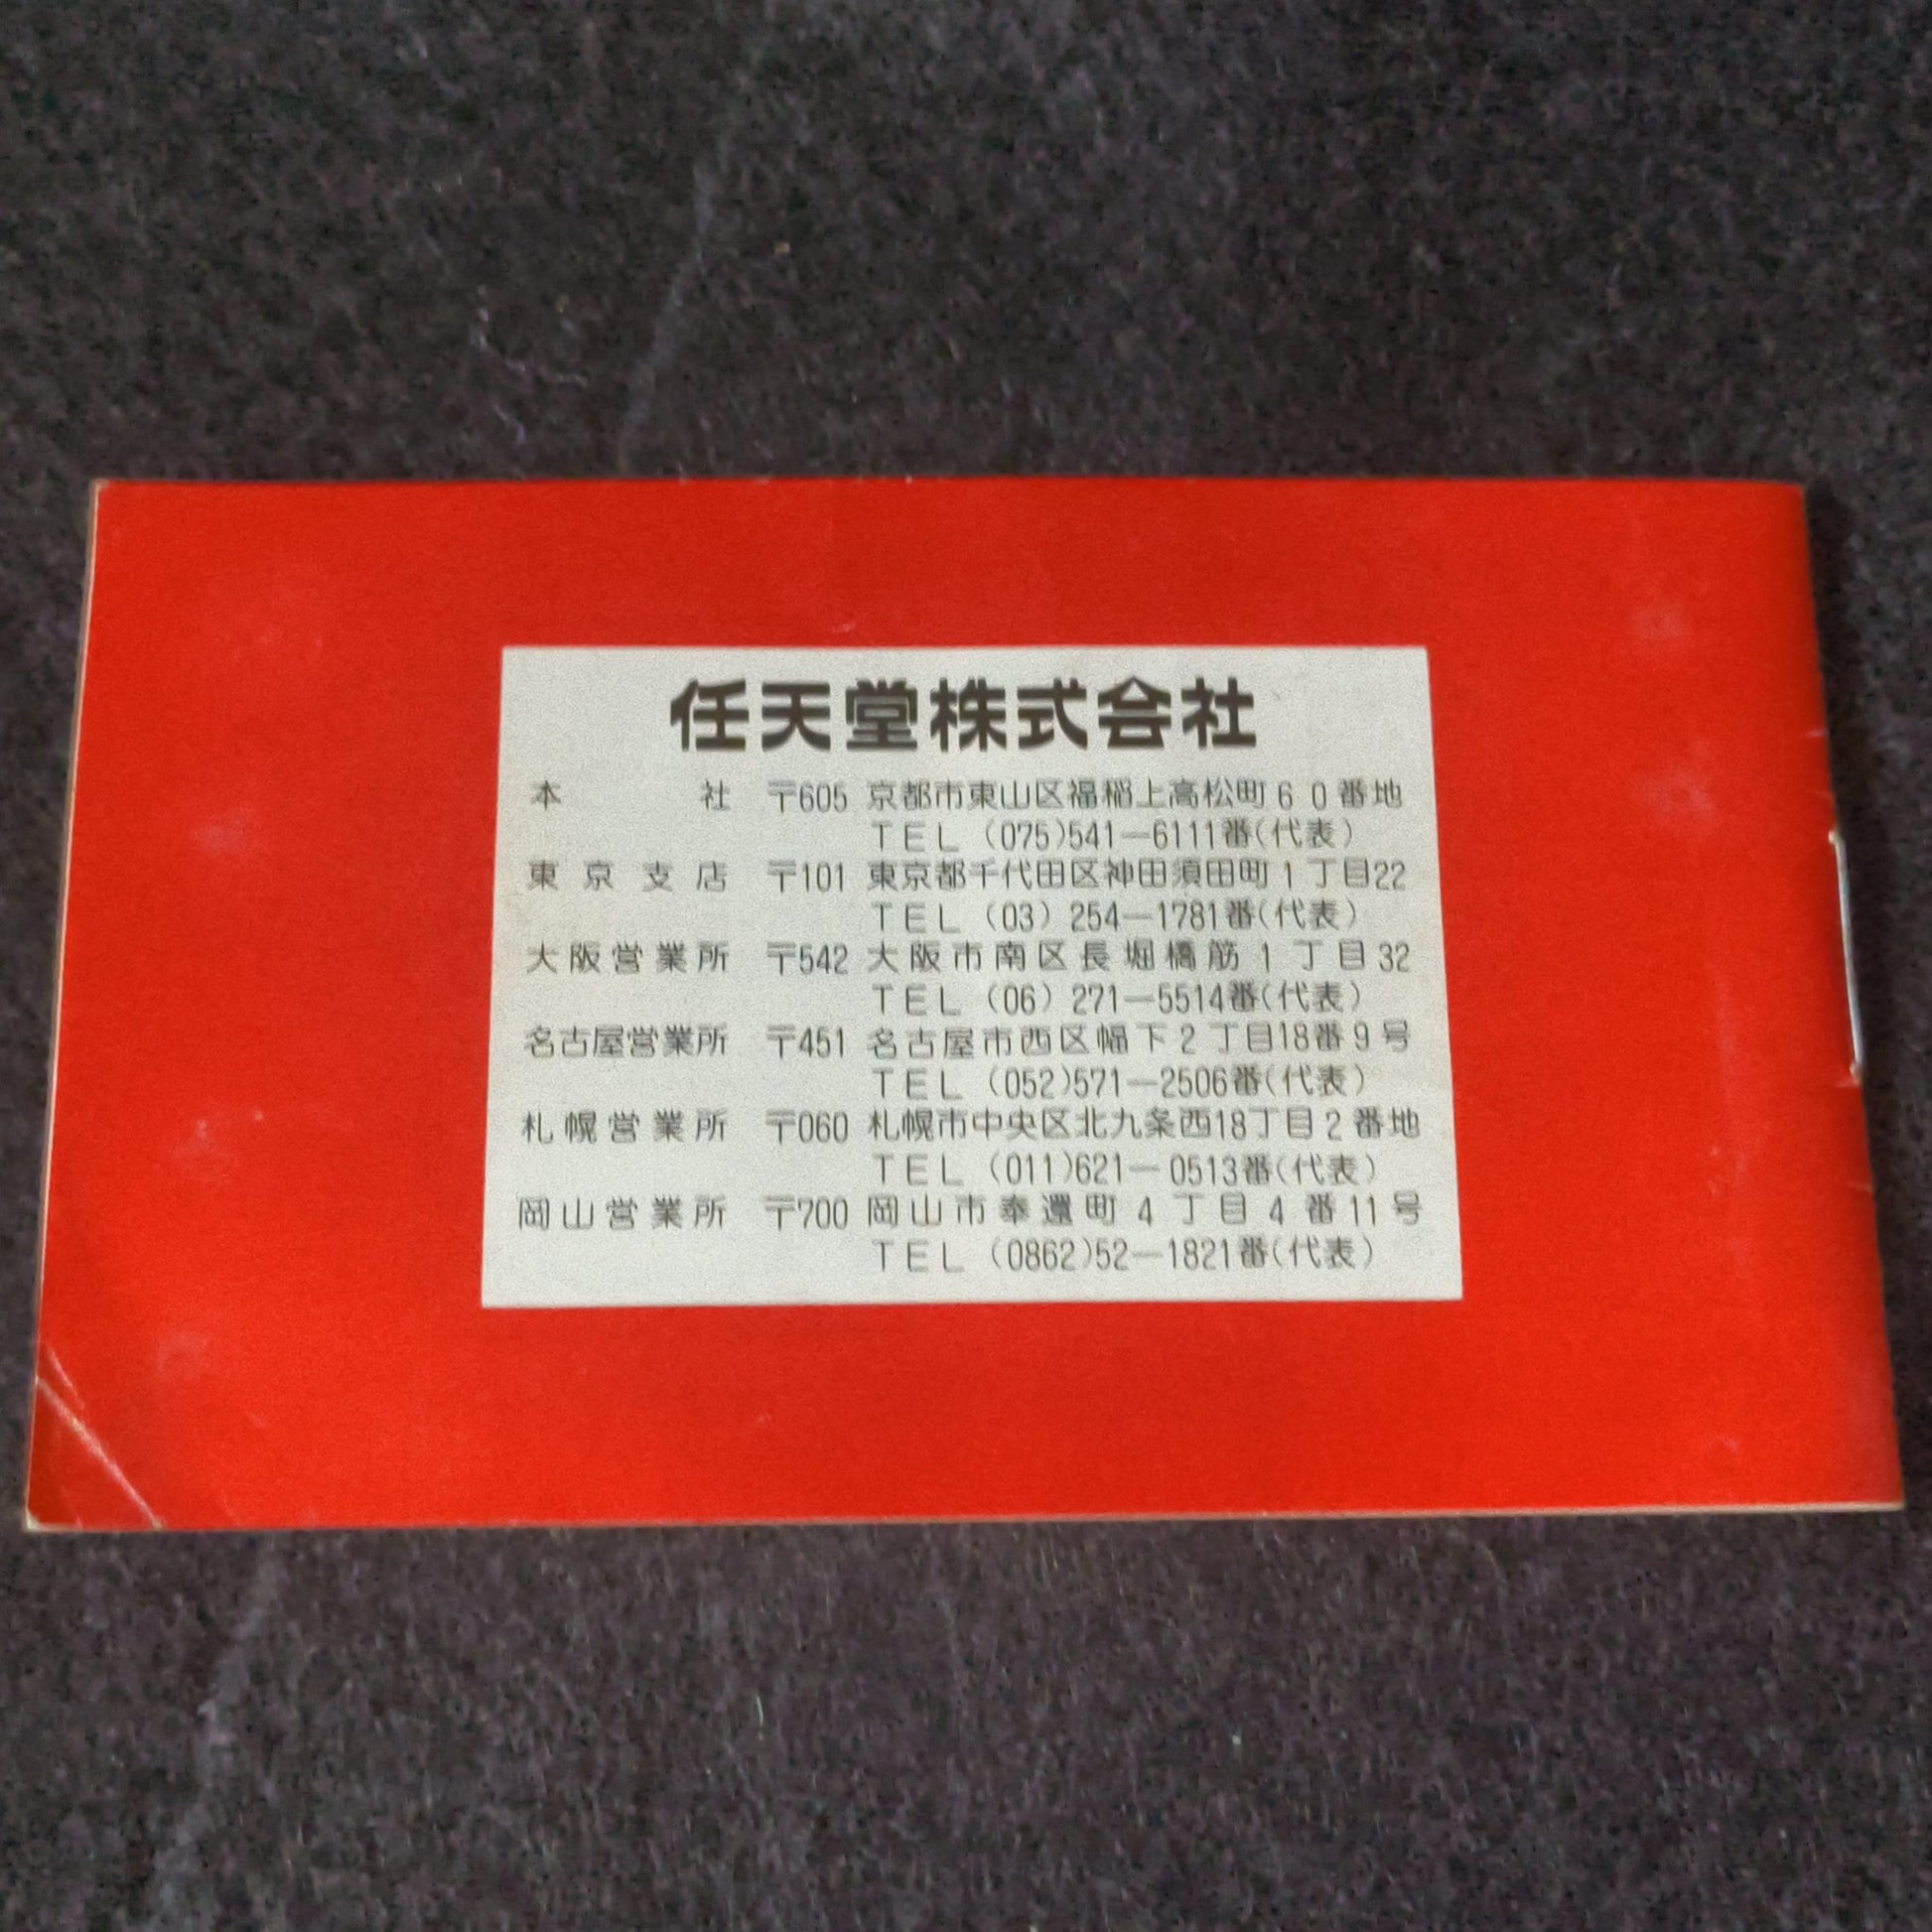 任天堂株式会社
本社 〒605 京都市東山区福稲上高松町60番地
TEL (075)541―6111番(代表)
東京支店 〒101 東京都千代田区神田須田町1丁目22
TEL (03) 254―1781番(代表)
大阪営業所 〒542 大阪市南区長堀橋筋1丁目32
TEL (06) 271―5514番(代表)
名古屋営業所 〒451 名古屋市西区幅下2丁目18番9号
TEL (052)571―2506番(代表)
札幌営業所 〒060 札幌市中央区北九条西18丁目2番地
TEL (011)621―0513番(代表)
岡山営業所 〒700 岡山市奉還町4丁目4番11号
TEL (0862)52―1821番(代表)